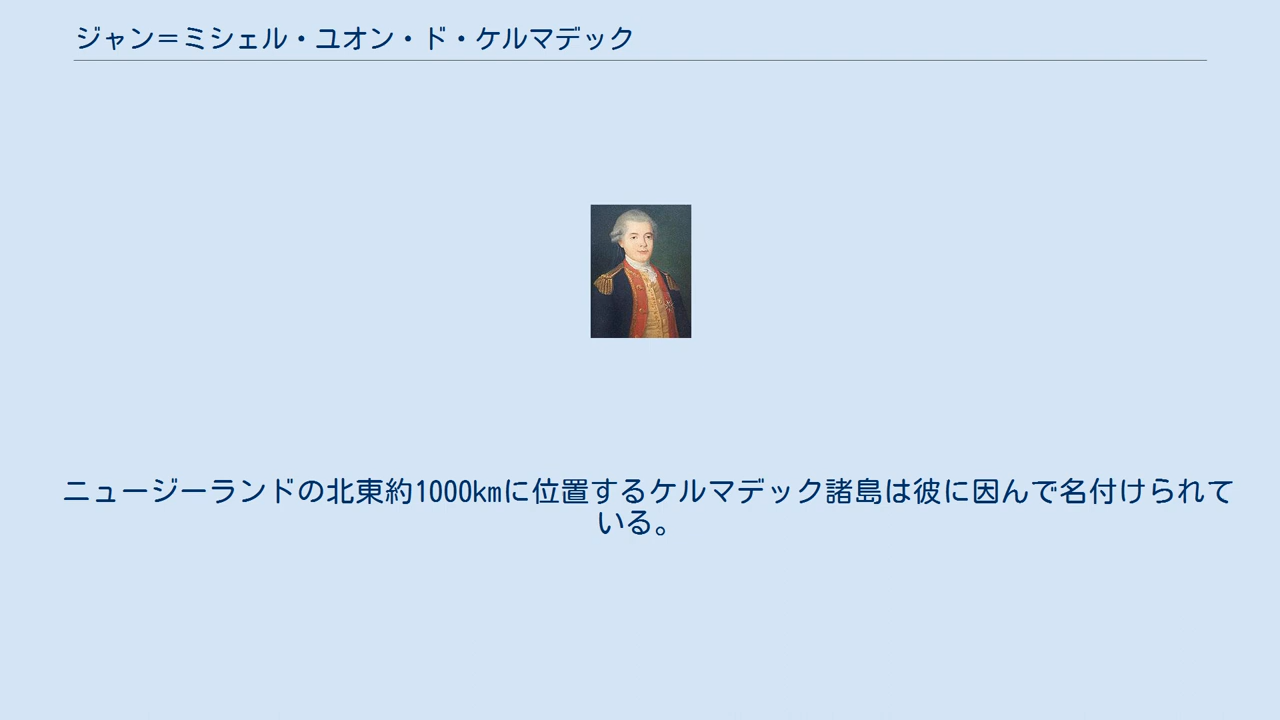 ジャン＝ミシェル・ユオン・ド・ケルマデック
ニュージーランドの北東約1000kmに位置するケルマデック諸島は彼に因んで名付けられて
いる。